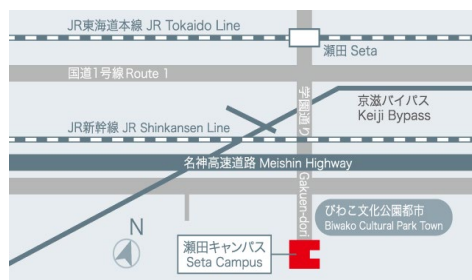 JR東海道本線 JR Tokaido Line
瀬田 Seta
国道1号線 Route 1
学園通り Gakuen-dori
京滋バイパス
Keiji Bypass
JR新幹線 JR Shinkansen Line
名神高速道路 Meishin Highway
びわこ文化公園都市
Biwako Cultural Park Town
N
瀬田キャンパス
Seta Campus